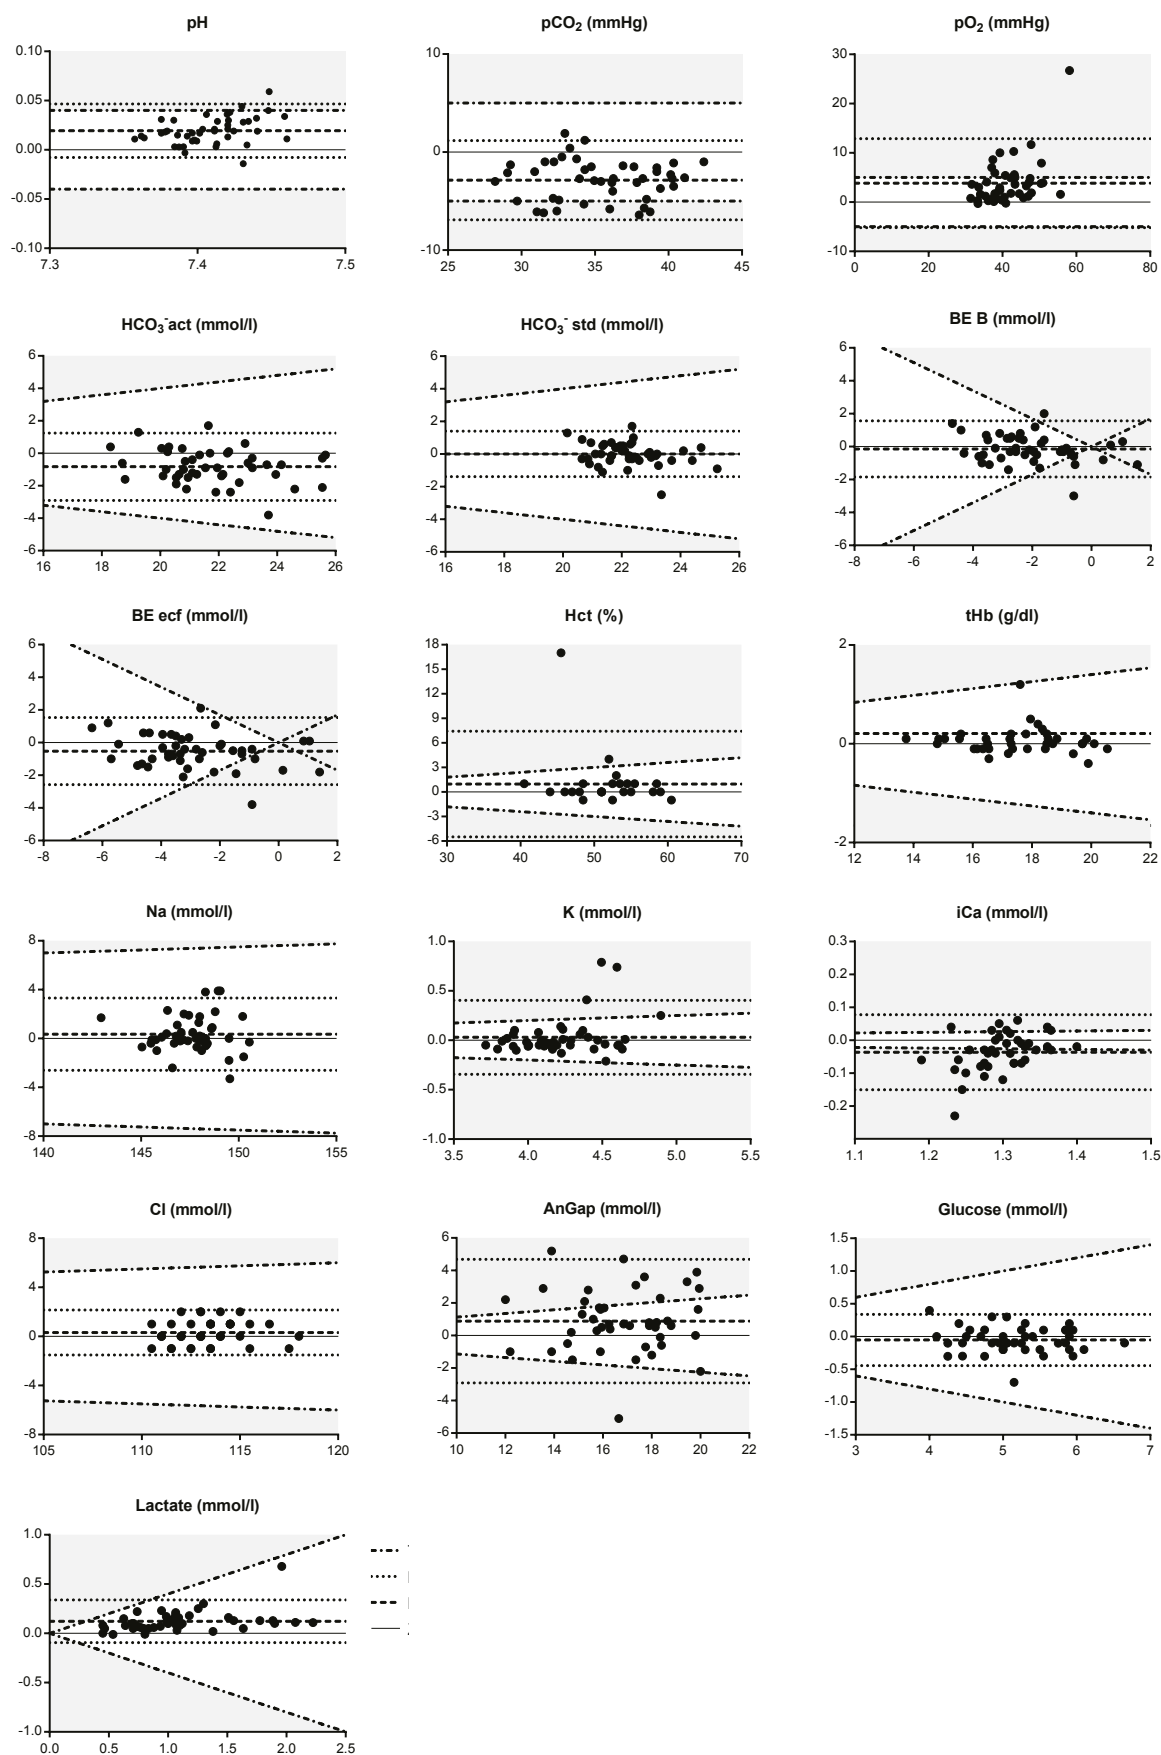 pH
0.10
0.05
0.00
-0.05
-0.10
7.3 7.4 7.5
pCO2 (mmHg)
10
0
-10
25 30 35 40 45
pO2 (mmHg)
30
20
10
0
-10
0 20 40 60 80
HCO3-act (mmol/l)
6
4
2
0
-2
-4
-6
16 18 20 22 24 26
HCO3- std (mmol/l)
6
4
2
0
-2
-4
-6
16 18 20 22 24 26
BE B (mmol/l)
6
4
2
0
-2
-4
-6
-8 -6 -4 -2 0 2
BE ecf (mmol/l)
6
4
2
0
-2
-4
-6
-8 -6 -4 -2 0 2
Hct (%)
18
15
12
9
6
3
0
-3
-6
30 40 50 60 70
tHb (g/dl)
2
0
-2
12 14 16 18 20 22
Na (mmol/l)
8
4
0
-4
-8
140 145 150 155
K (mmol/l)
1.0
0.5
0.0
-0.5
-1.0
3.5 4.0 4.5 5.0 5.5
iCa (mmol/l)
0.3
0.2
0.1
0.0
-0.1
-0.2
1.1 1.2 1.3 1.4 1.5
Cl (mmol/l)
8
4
0
-4
-8
105 110 115 120
AnGap (mmol/l)
6
4
2
0
-2
-4
-6
10 12 14 16 18 20 22
Glucose (mmol/l)
1.5
1.0
0.5
0.0
-0.5
-1.0
-1.5
3 4 5 6 7
Lactate (mmol/l)
1.0
0.5
0.0
-0.5
-1.0
0.0 0.5 1.0 1.5 2.0 2.5